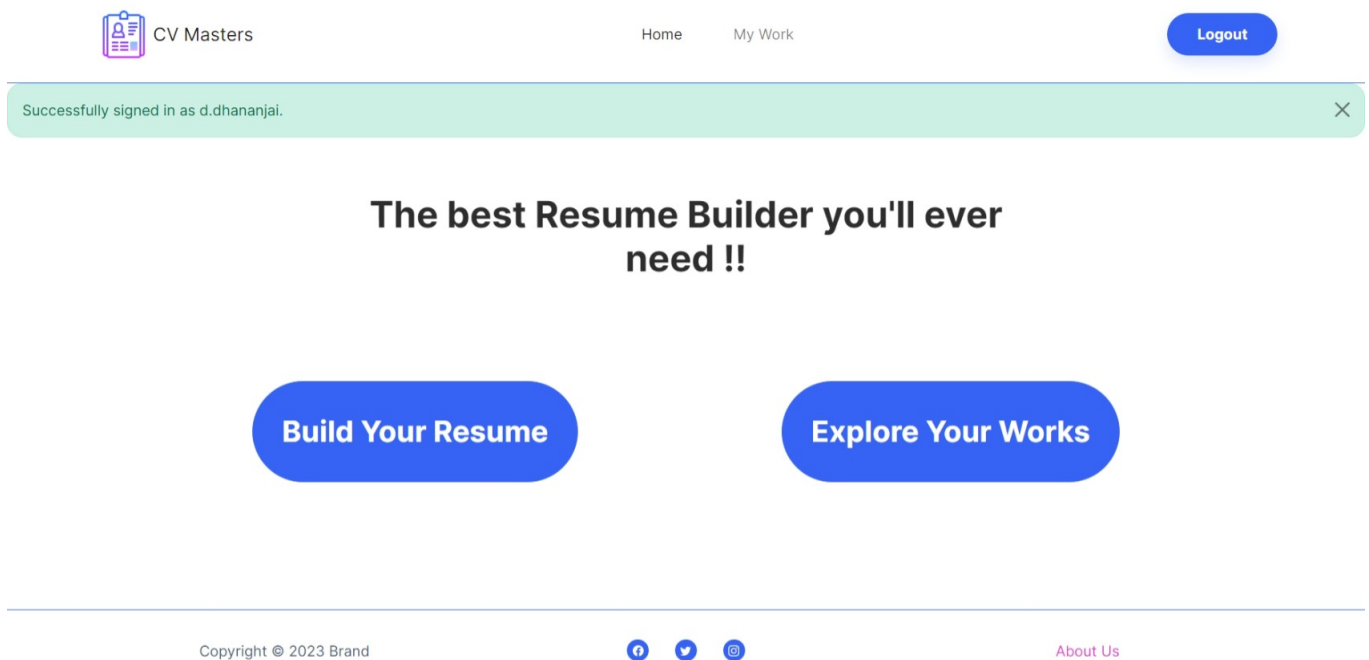 CV Masters
Home
My Work
Logout
Successfully signed in as d.dhananjai.
The best Resume Builder you'll ever
need !!
Build Your Resume
Explore Your Works
Copyright © 2023 Brand
About Us